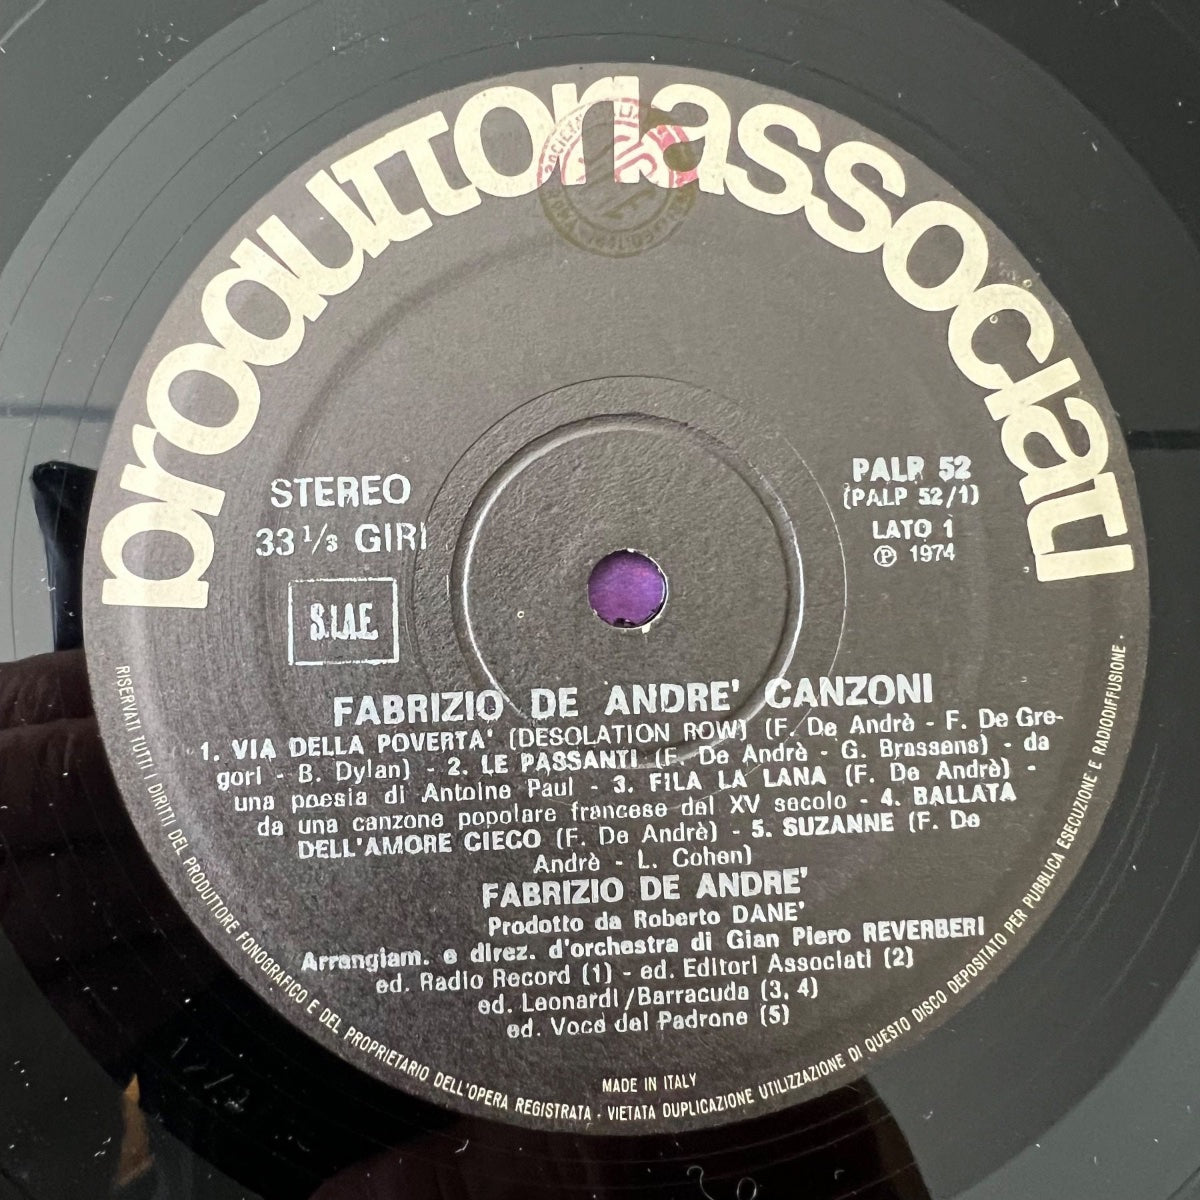 produttoriassociati
STEREO
33 1/3 GIRI
S.I.A.E.
PALP 52
(PALP 52/1)
LATO 1
℗ 1974
FABRIZIO DE ANDRE' CANZONI
1. VIA DELLA POVERTA' (DESOLATION ROW) (F. De Andrè - F. De Gre-
gori - B. Dylan) - 2. LE PASSANTI (F. De Andrè - G. Brassens) - da
una poesia di Antoine Paul - 3. FILA LA LANA (F. De Andrè) -
da una canzone popolare francese del XV secolo - 4. BALLATA
DELL'AMORE CIECO (F. De Andrè) - 5. SUZANNE (F. De
Andrè - L. Cohen)
FABRIZIO DE ANDRE'
Prodotto da Roberto DANE'
Arrangiam. e direz. d'orchestra di Gian Piero REVERBERI
ed. Radio Record (1) - ed. Editori Associati (2)
ed. Leonardi/Barracuda (3, 4)
ed. Voce del Padrone (5)
MADE IN ITALY
RISERVATI TUTTI I DIRITTI DEL PRODUTTORE FONOGRAFICO E DEL PROPRIETARIO DELL'OPERA REGISTRATA - VIETATA DUPLICAZIONE UTILIZZAZIONE DI QUESTO DISCO DEPOSITATO PER PUBBLICA ESECUZIONE E RADIODIFFUSIONE.